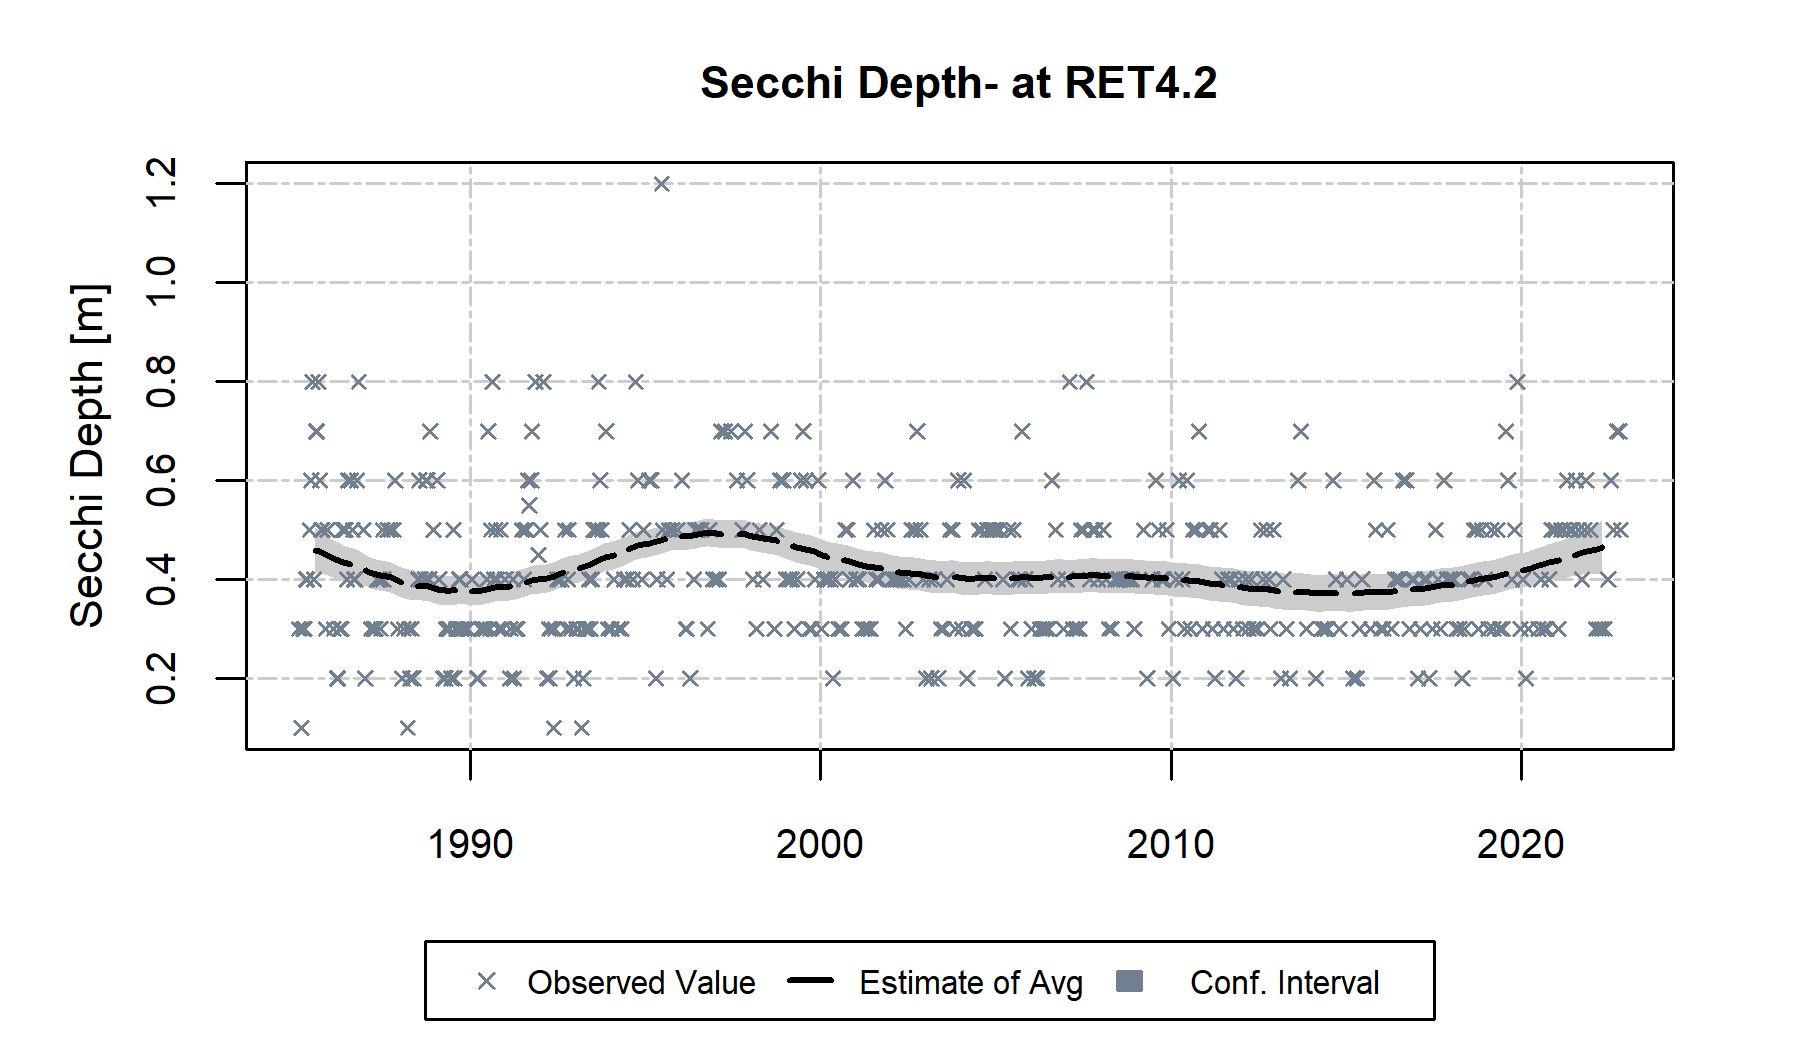 Secchi Depth- at RET4.2
Secchi Depth [m]
1.2
1.0
0.8
0.6
0.4
0.2
1990 2000 2010 2020
Observed Value Estimate of Avg Conf. Interval